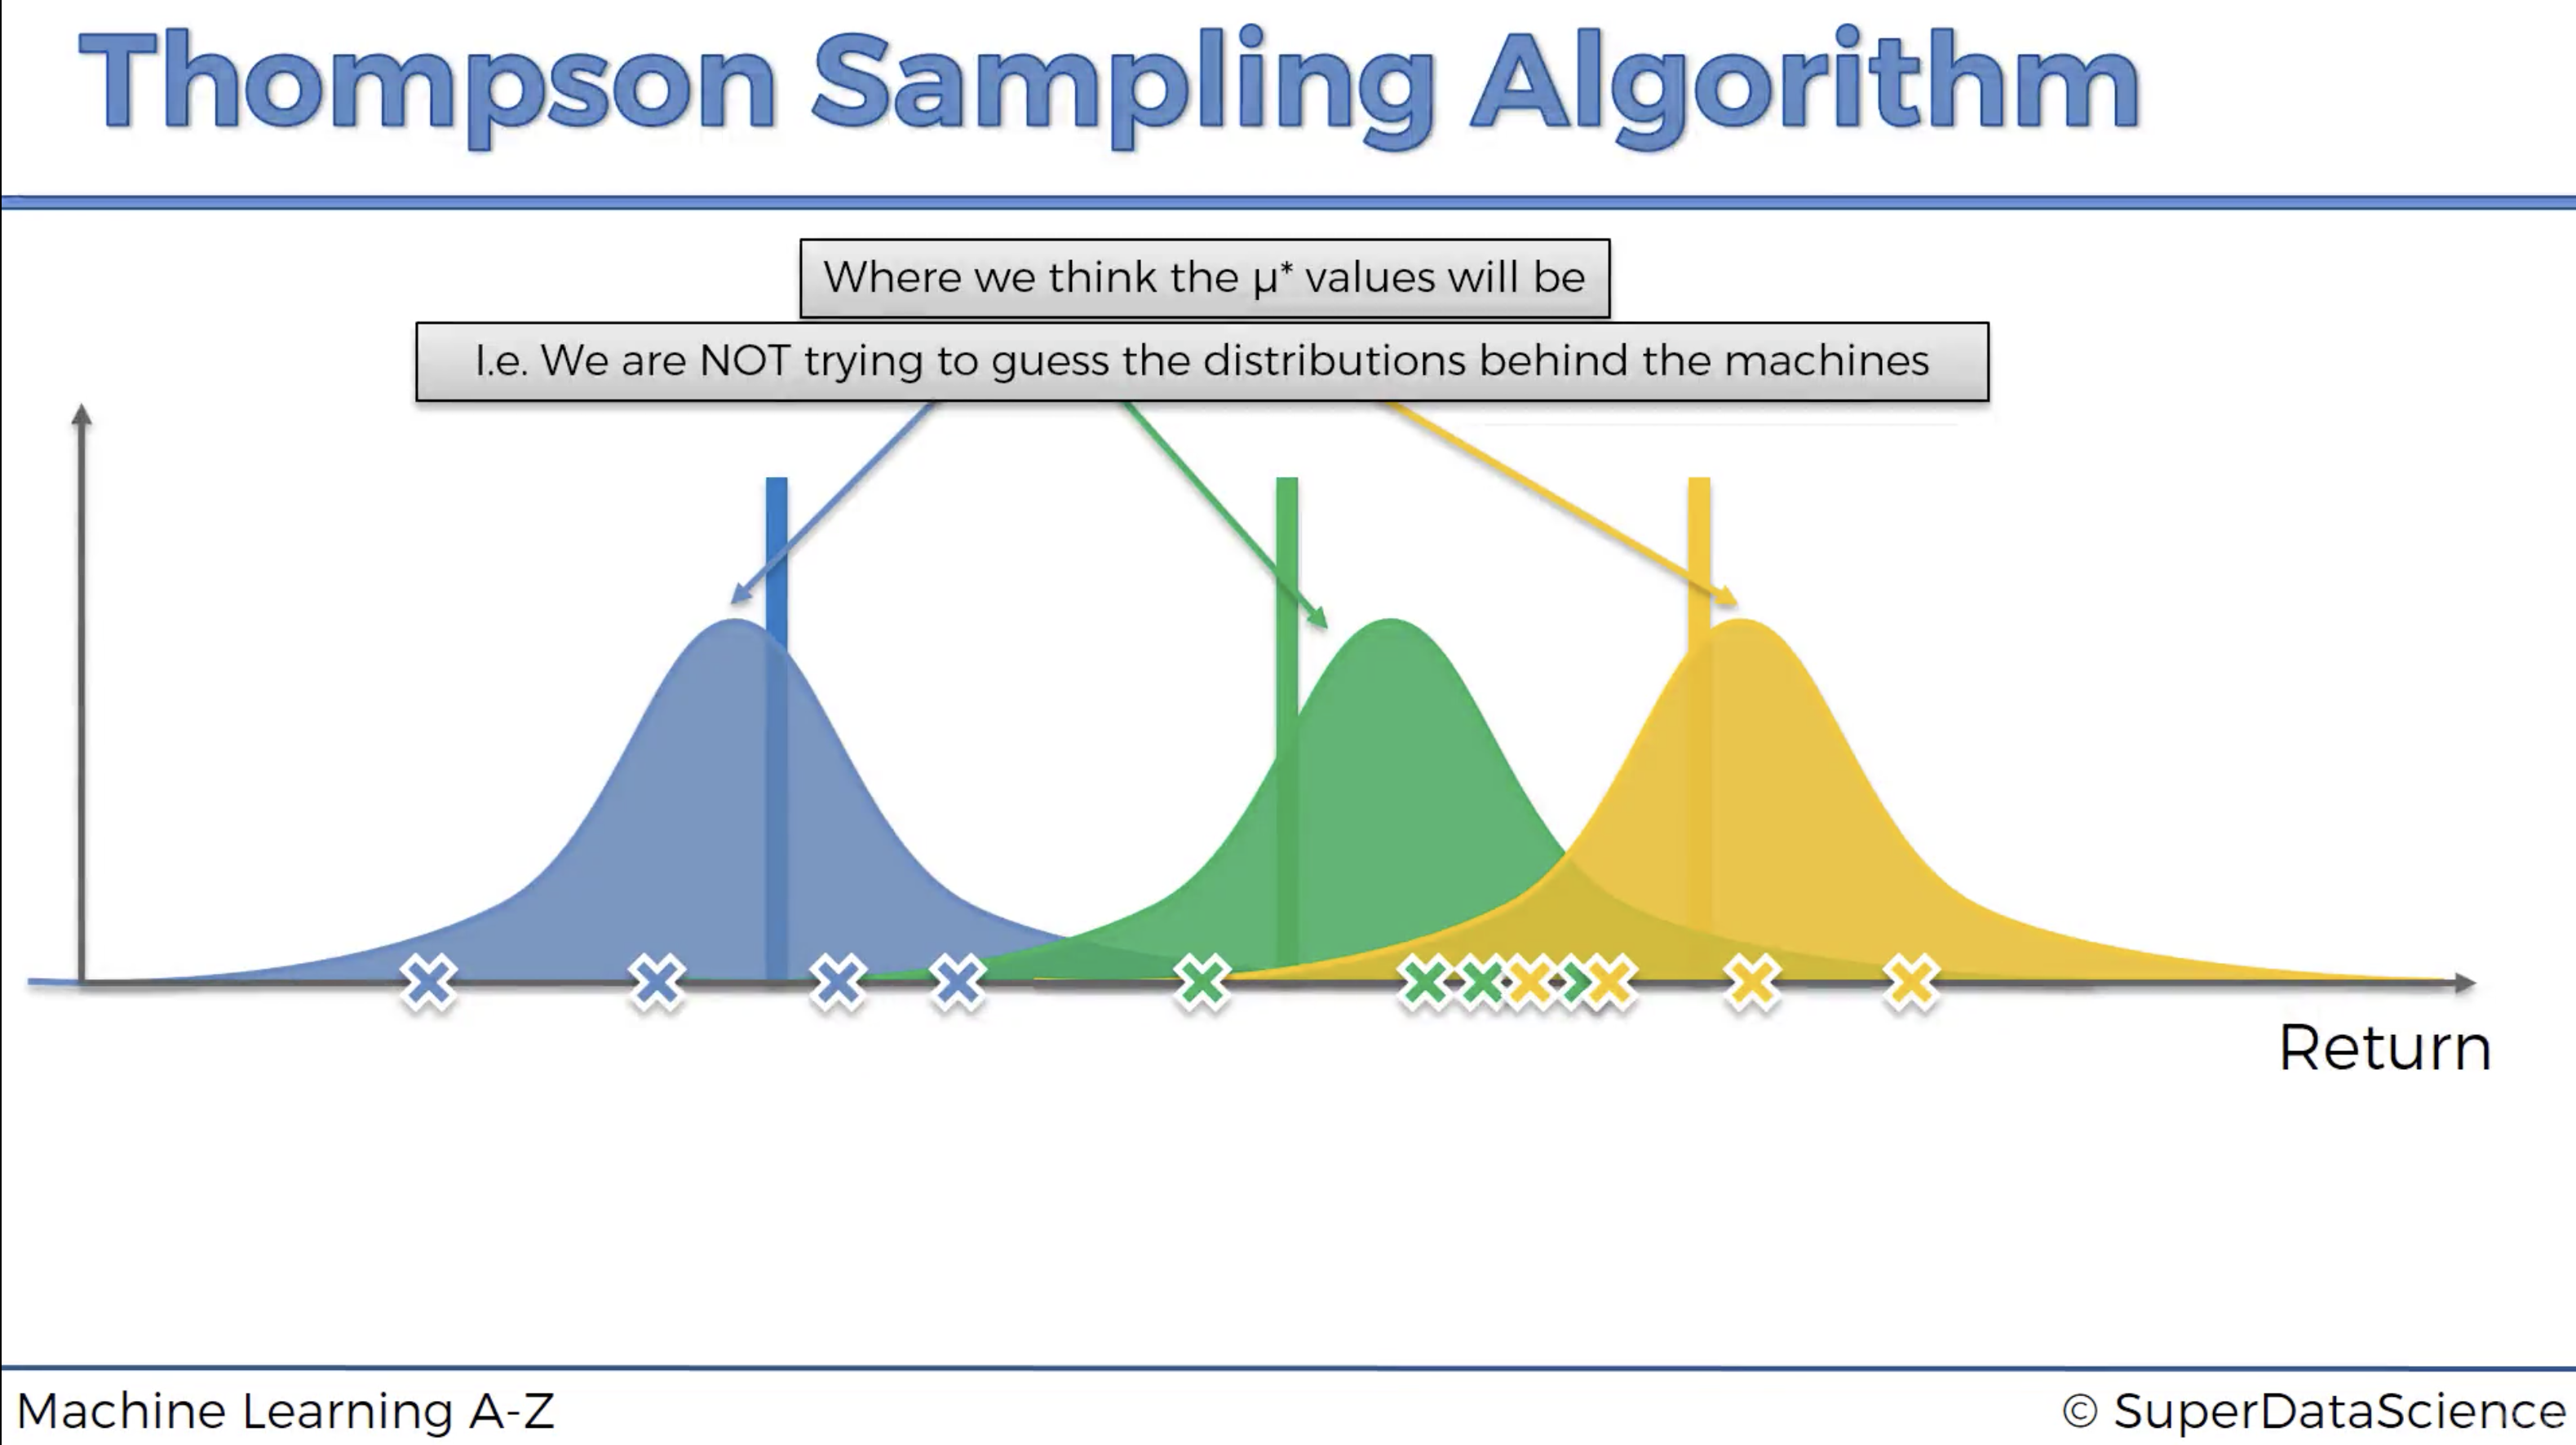 Thompson Sampling Algorithm
Where we think the μ* values will be
I.e. We are NOT trying to guess the distributions behind the machines
Return
Machine Learning A-Z
© SuperDataScience